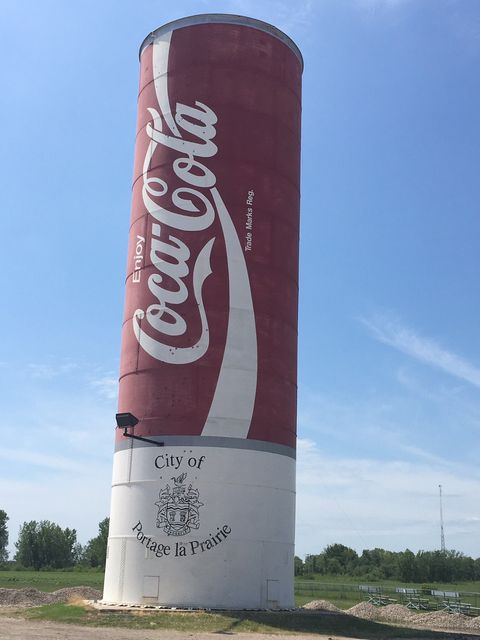 Enjoy
Coca-Cola
Trade Marks Reg.
City of
Portage la Prairie